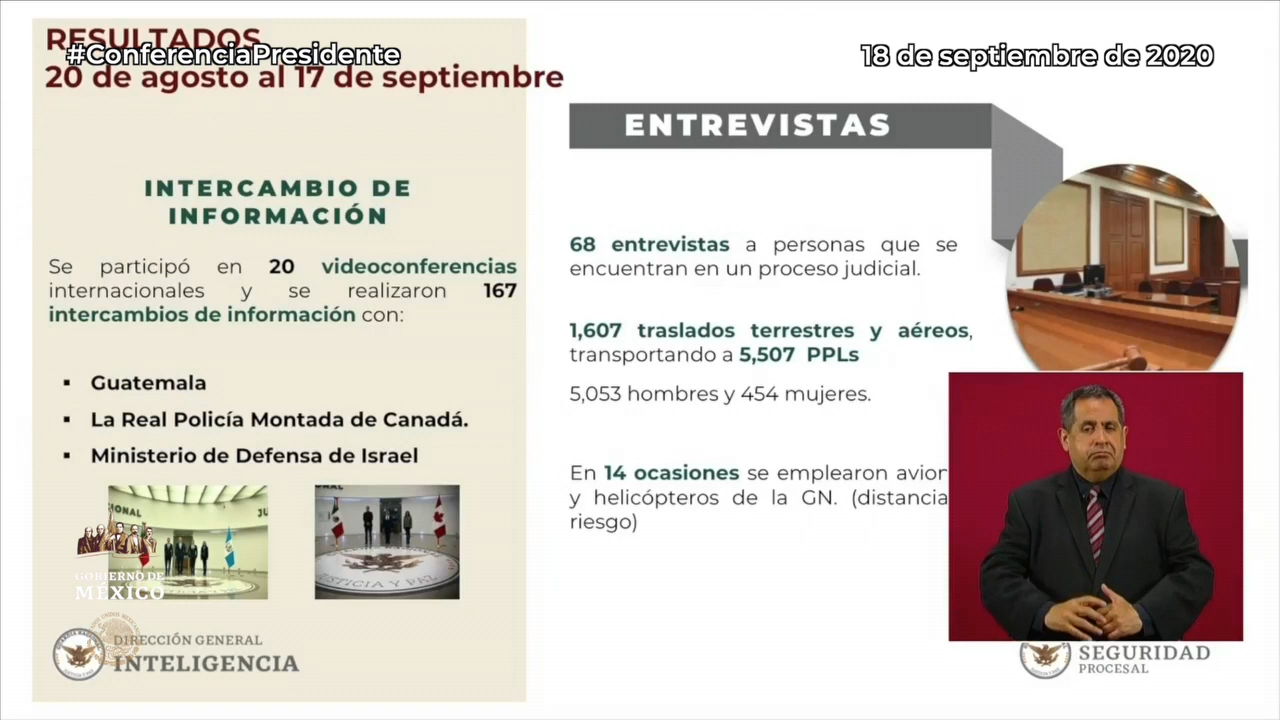 RESULTADOS
#ConferenciaPresidente
18 de septiembre de 2020
20 de agosto al 17 de septiembre
INTERCAMBIO DE
INFORMACIÓN
Se participó en 20 videoconferencias
internacionales y se realizaron 167
intercambios de información con:
▪ Guatemala
▪ La Real Policía Montada de Canadá.
▪ Ministerio de Defensa de Israel
JUSTICIA Y PAZ
GOBIERNO DE
MÉXICO
DIRECCIÓN GENERAL
INTELIGENCIA
ENTREVISTAS
68 entrevistas a personas que se
encuentran en un proceso judicial.
1,607 traslados terrestres y aéreos,
transportando a 5,507 PPLs
5,053 hombres y 454 mujeres.
En 14 ocasiones se emplearon avion
y helicópteros de la GN. (distancia
riesgo)
SEGURIDAD
PROCESAL